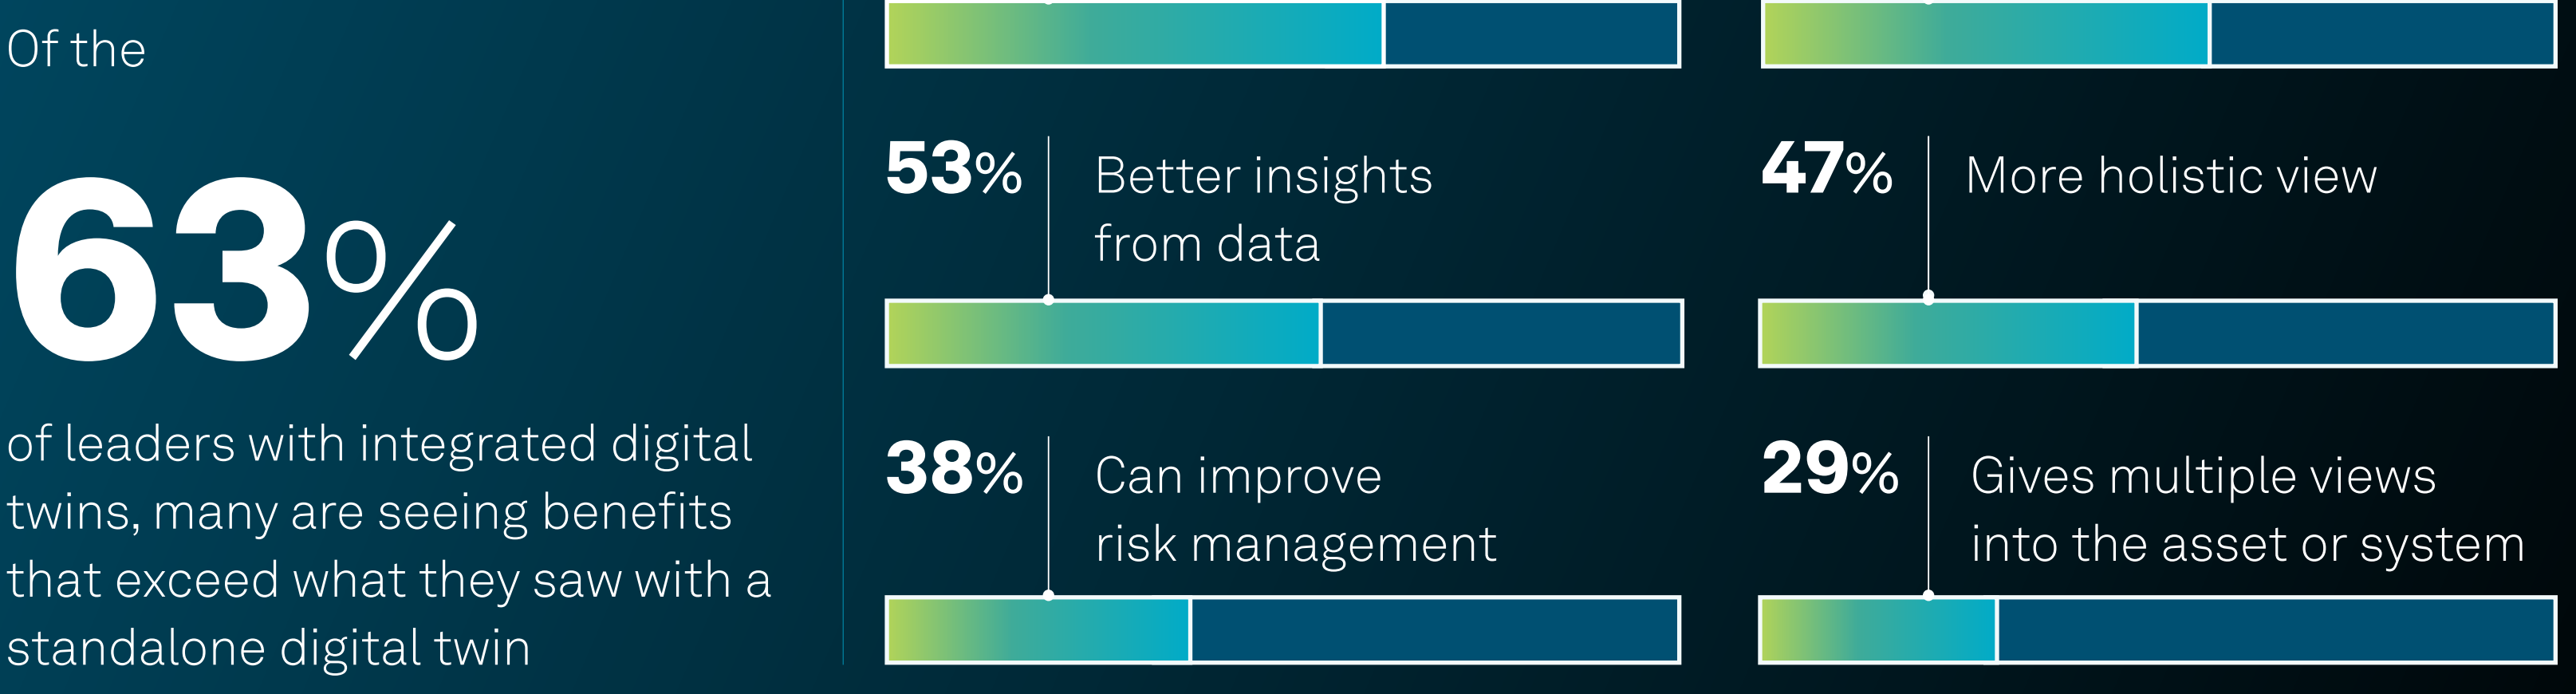 Of the
63%
of leaders with integrated digital
twins, many are seeing benefits
that exceed what they saw with a
standalone digital twin
53%
Better insights
from data
47%
More holistic view
38%
Can improve
risk management
29%
Gives multiple views
into the asset or system